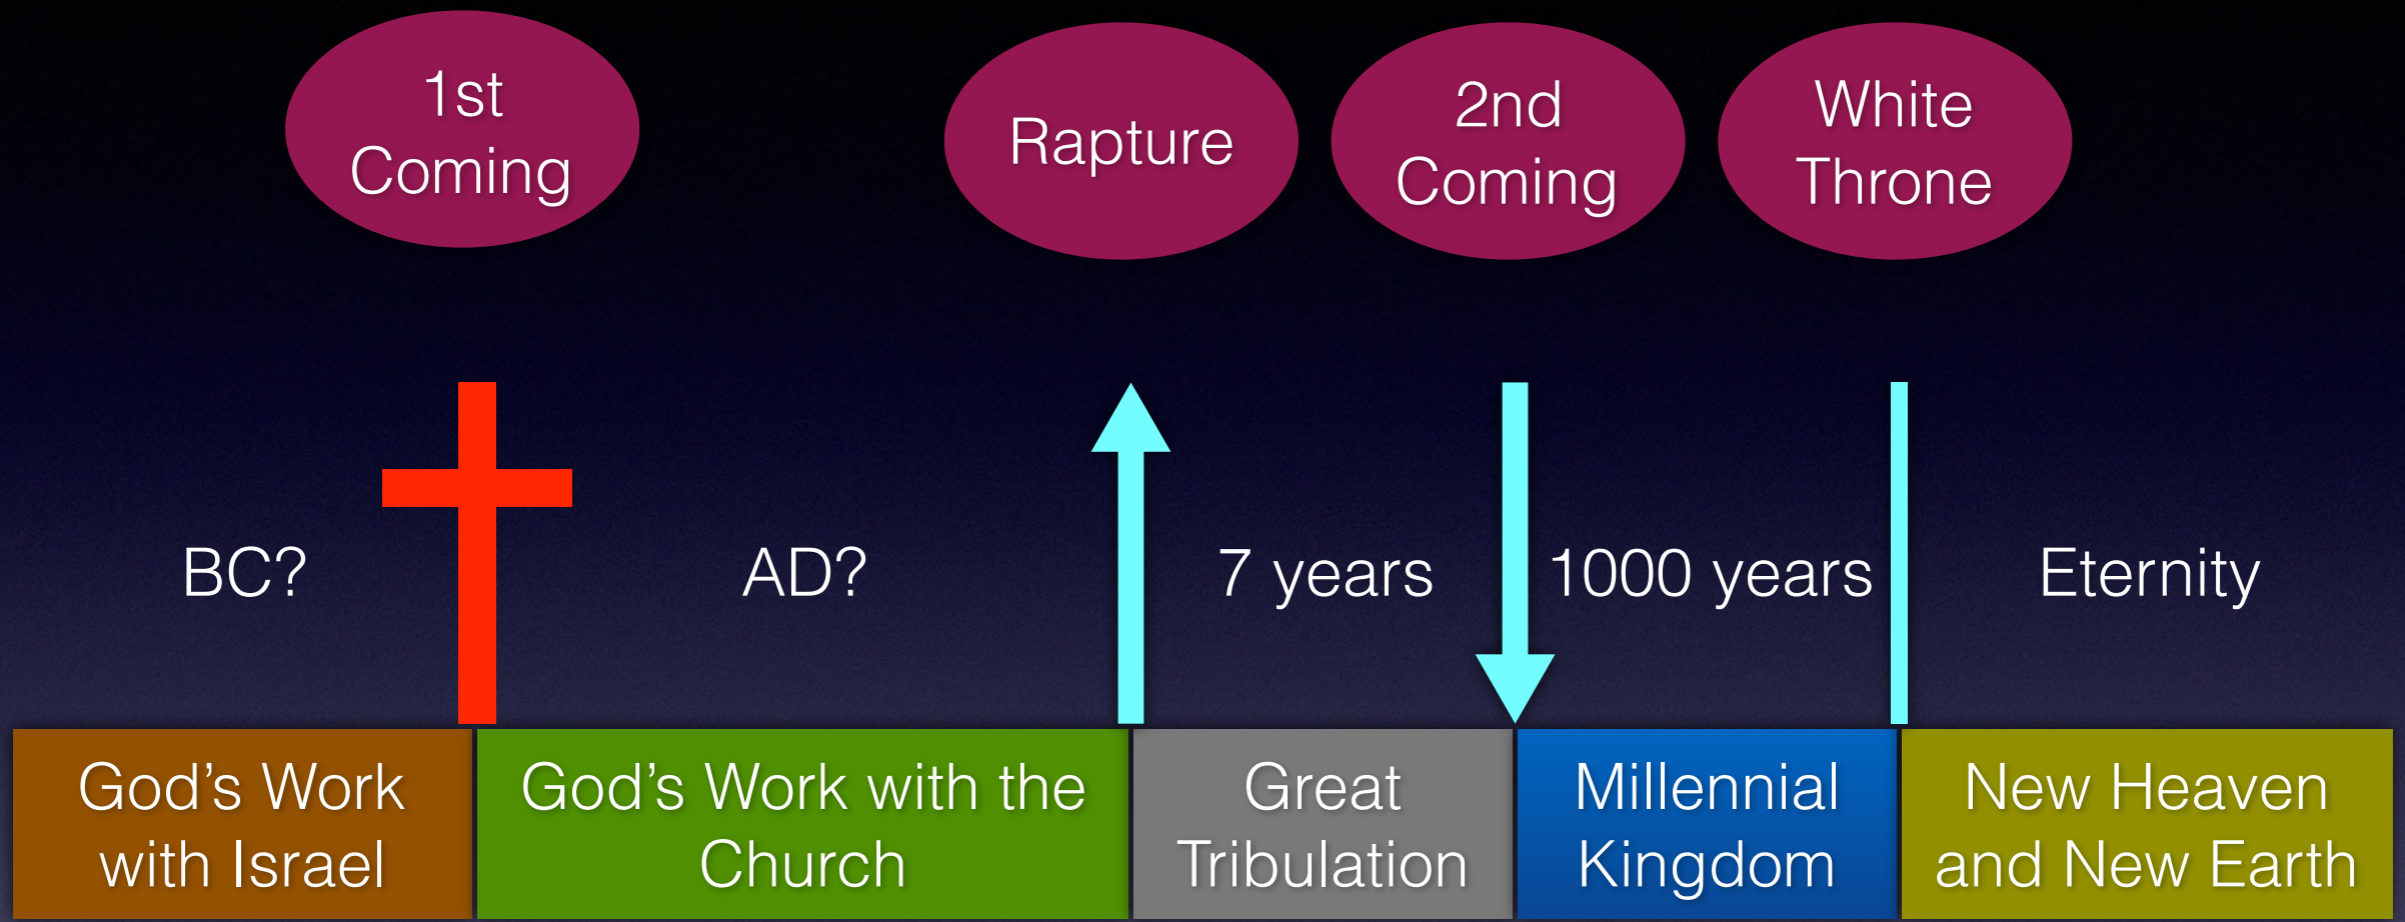 1st
Coming
Rapture
2nd
Coming
White
Throne
BC?
AD?
7 years
1000 years
Eternity
God’s Work
with Israel
God’s Work with the
Church
Great
Tribulation
Millennial
Kingdom
New Heaven
and New Earth